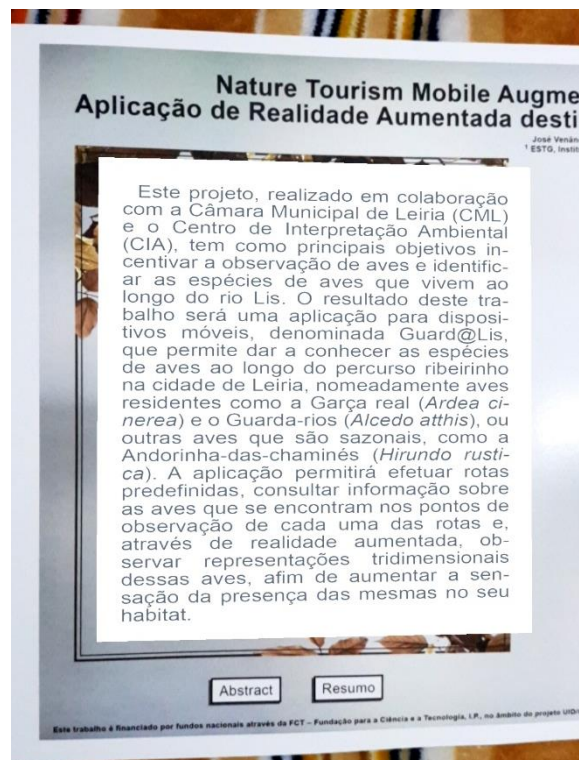 Nature Tourism Mobile Augme
Aplicação de Realidade Aumentada desti
José Venân
¹ ESTG, Instit
Este projeto, realizado em colaboração
com a Câmara Municipal de Leiria (CML)
e o Centro de Interpretação Ambiental
(CIA), tem como principais objetivos in-
centivar a observação de aves e identific-
ar as espécies de aves que vivem ao
longo do rio Lis. O resultado deste tra-
balho será uma aplicação para disposi-
tivos móveis, denominada Guard@Lis,
que permite dar a conhecer as espécies
de aves ao longo do percurso ribeirinho
na cidade de Leiria, nomeadamente aves
residentes como a Garça real (Ardea ci-
nerea) e o Guarda-rios (Alcedo atthis), ou
outras aves que são sazonais, como a
Andorinha-das-chaminés (Hirundo rusti-
ca). A aplicação permitirá efetuar rotas
predefinidas, consultar informação sobre
as aves que se encontram nos pontos de
observação de cada uma das rotas e,
através de realidade aumentada, ob-
servar representações tridimensionais
dessas aves, afim de aumentar a sen-
sação da presença das mesmas no seu
habitat.
Abstract
Resumo
Este trabalho é financiado por fundos nacionais através da FCT – Fundação para a Ciência e a Tecnologia, I.P., no âmbito do projeto UID/